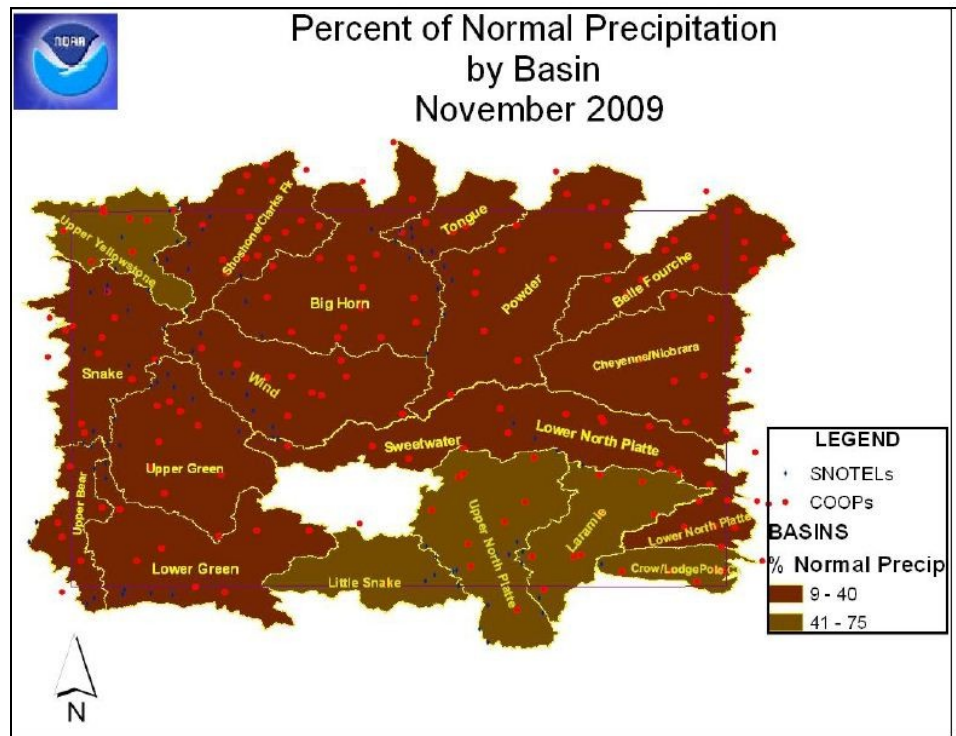 NOAA
Percent of Normal Precipitation
by Basin
November 2009
Upper Yellowstone
Shoshone/Clarks Fk
Tongue
Big Horn
Powder
Belle Fourche
Cheyenne/Niobrara
Snake
Wind
Sweetwater
Lower North Platte
Upper Green
Upper Bear
Lower Green
Little Snake
Upper North Platte
Laramie
Lower North Platte
Crow/LodgePole C
LEGEND
SNOTELs
COOPs
BASINS
% Normal Precip
9 - 40
41 - 75
N